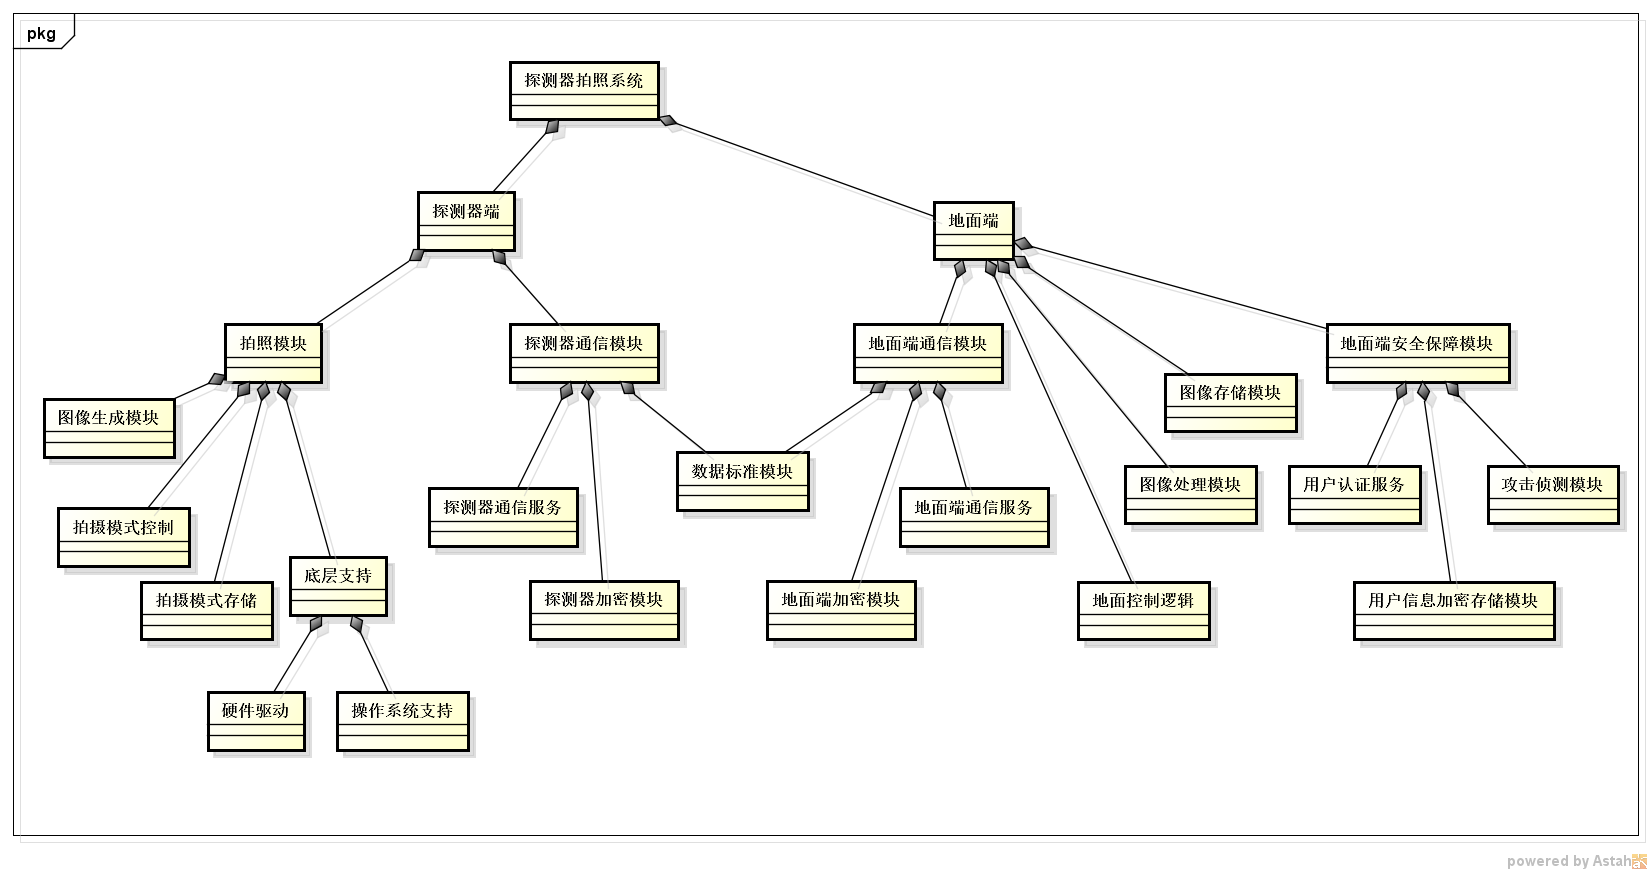 pkg
探测器拍照系统
探测器端
地面端
拍照模块
探测器通信模块
地面端通信模块
地面端安全保障模块
图像存储模块
图像生成模块
数据标准模块
图像处理模块
用户认证服务
攻击侦测模块
探测器通信服务
地面端通信服务
拍摄模式控制
底层支持
拍摄模式存储
探测器加密模块
地面端加密模块
地面控制逻辑
用户信息加密存储模块
硬件驱动
操作系统支持
powered by Astah